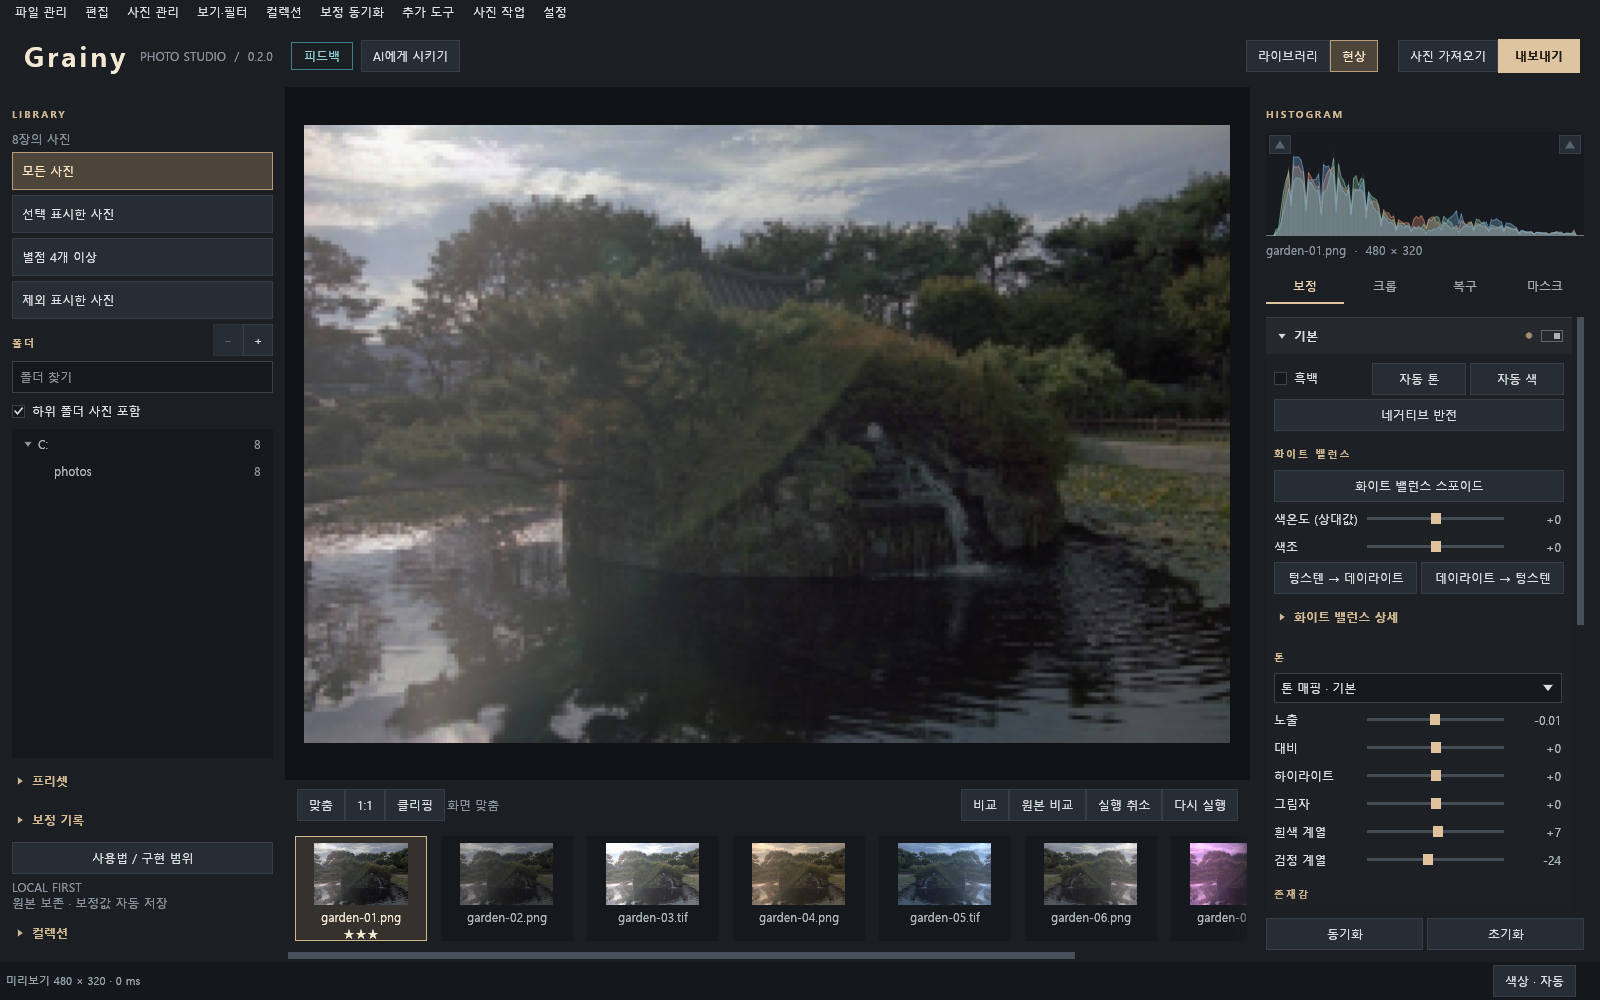 파일 관리 편집 사진 관리 보기·필터 컬렉션 보정 동기화 추가 도구 사진 작업 설정
Grainy PHOTO STUDIO / 0.2.0 피드백 AI에게 시키기 라이브러리 현상 사진 가져오기 내보내기
LIBRARY
8장의 사진
모든 사진
선택 표시한 사진
별점 4개 이상
제외 표시한 사진
폴더 − +
폴더 찾기
하위 폴더 사진 포함
C: 8
photos 8
프리셋
보정 기록
사용법 / 구현 범위
LOCAL FIRST
원본 보존 · 보정값 자동 저장
컬렉션
맞춤 1:1 클리핑 화면 맞춤 비교 원본 비교 실행 취소 다시 실행
garden-01.png garden-02.png garden-03.tif garden-04.png garden-05.tif garden-06.png garden-0
★★★
HISTOGRAM
garden-01.png · 480 × 320
보정 크롭 복구 마스크
기본
흑백 자동 톤 자동 색
네거티브 반전
화이트 밸런스
화이트 밸런스 스포이드
색온도 (상대값) +0
색조 +0
텅스텐 → 데이라이트 데이라이트 → 텅스텐
화이트 밸런스 상세
톤
톤 매핑 · 기본
노출 -0.01
대비 +0
하이라이트 +0
그림자 +0
흰색 계열 +7
검정 계열 -24
존재감
동기화 초기화
미리보기 480 × 320 · 0 ms 색상 · 자동